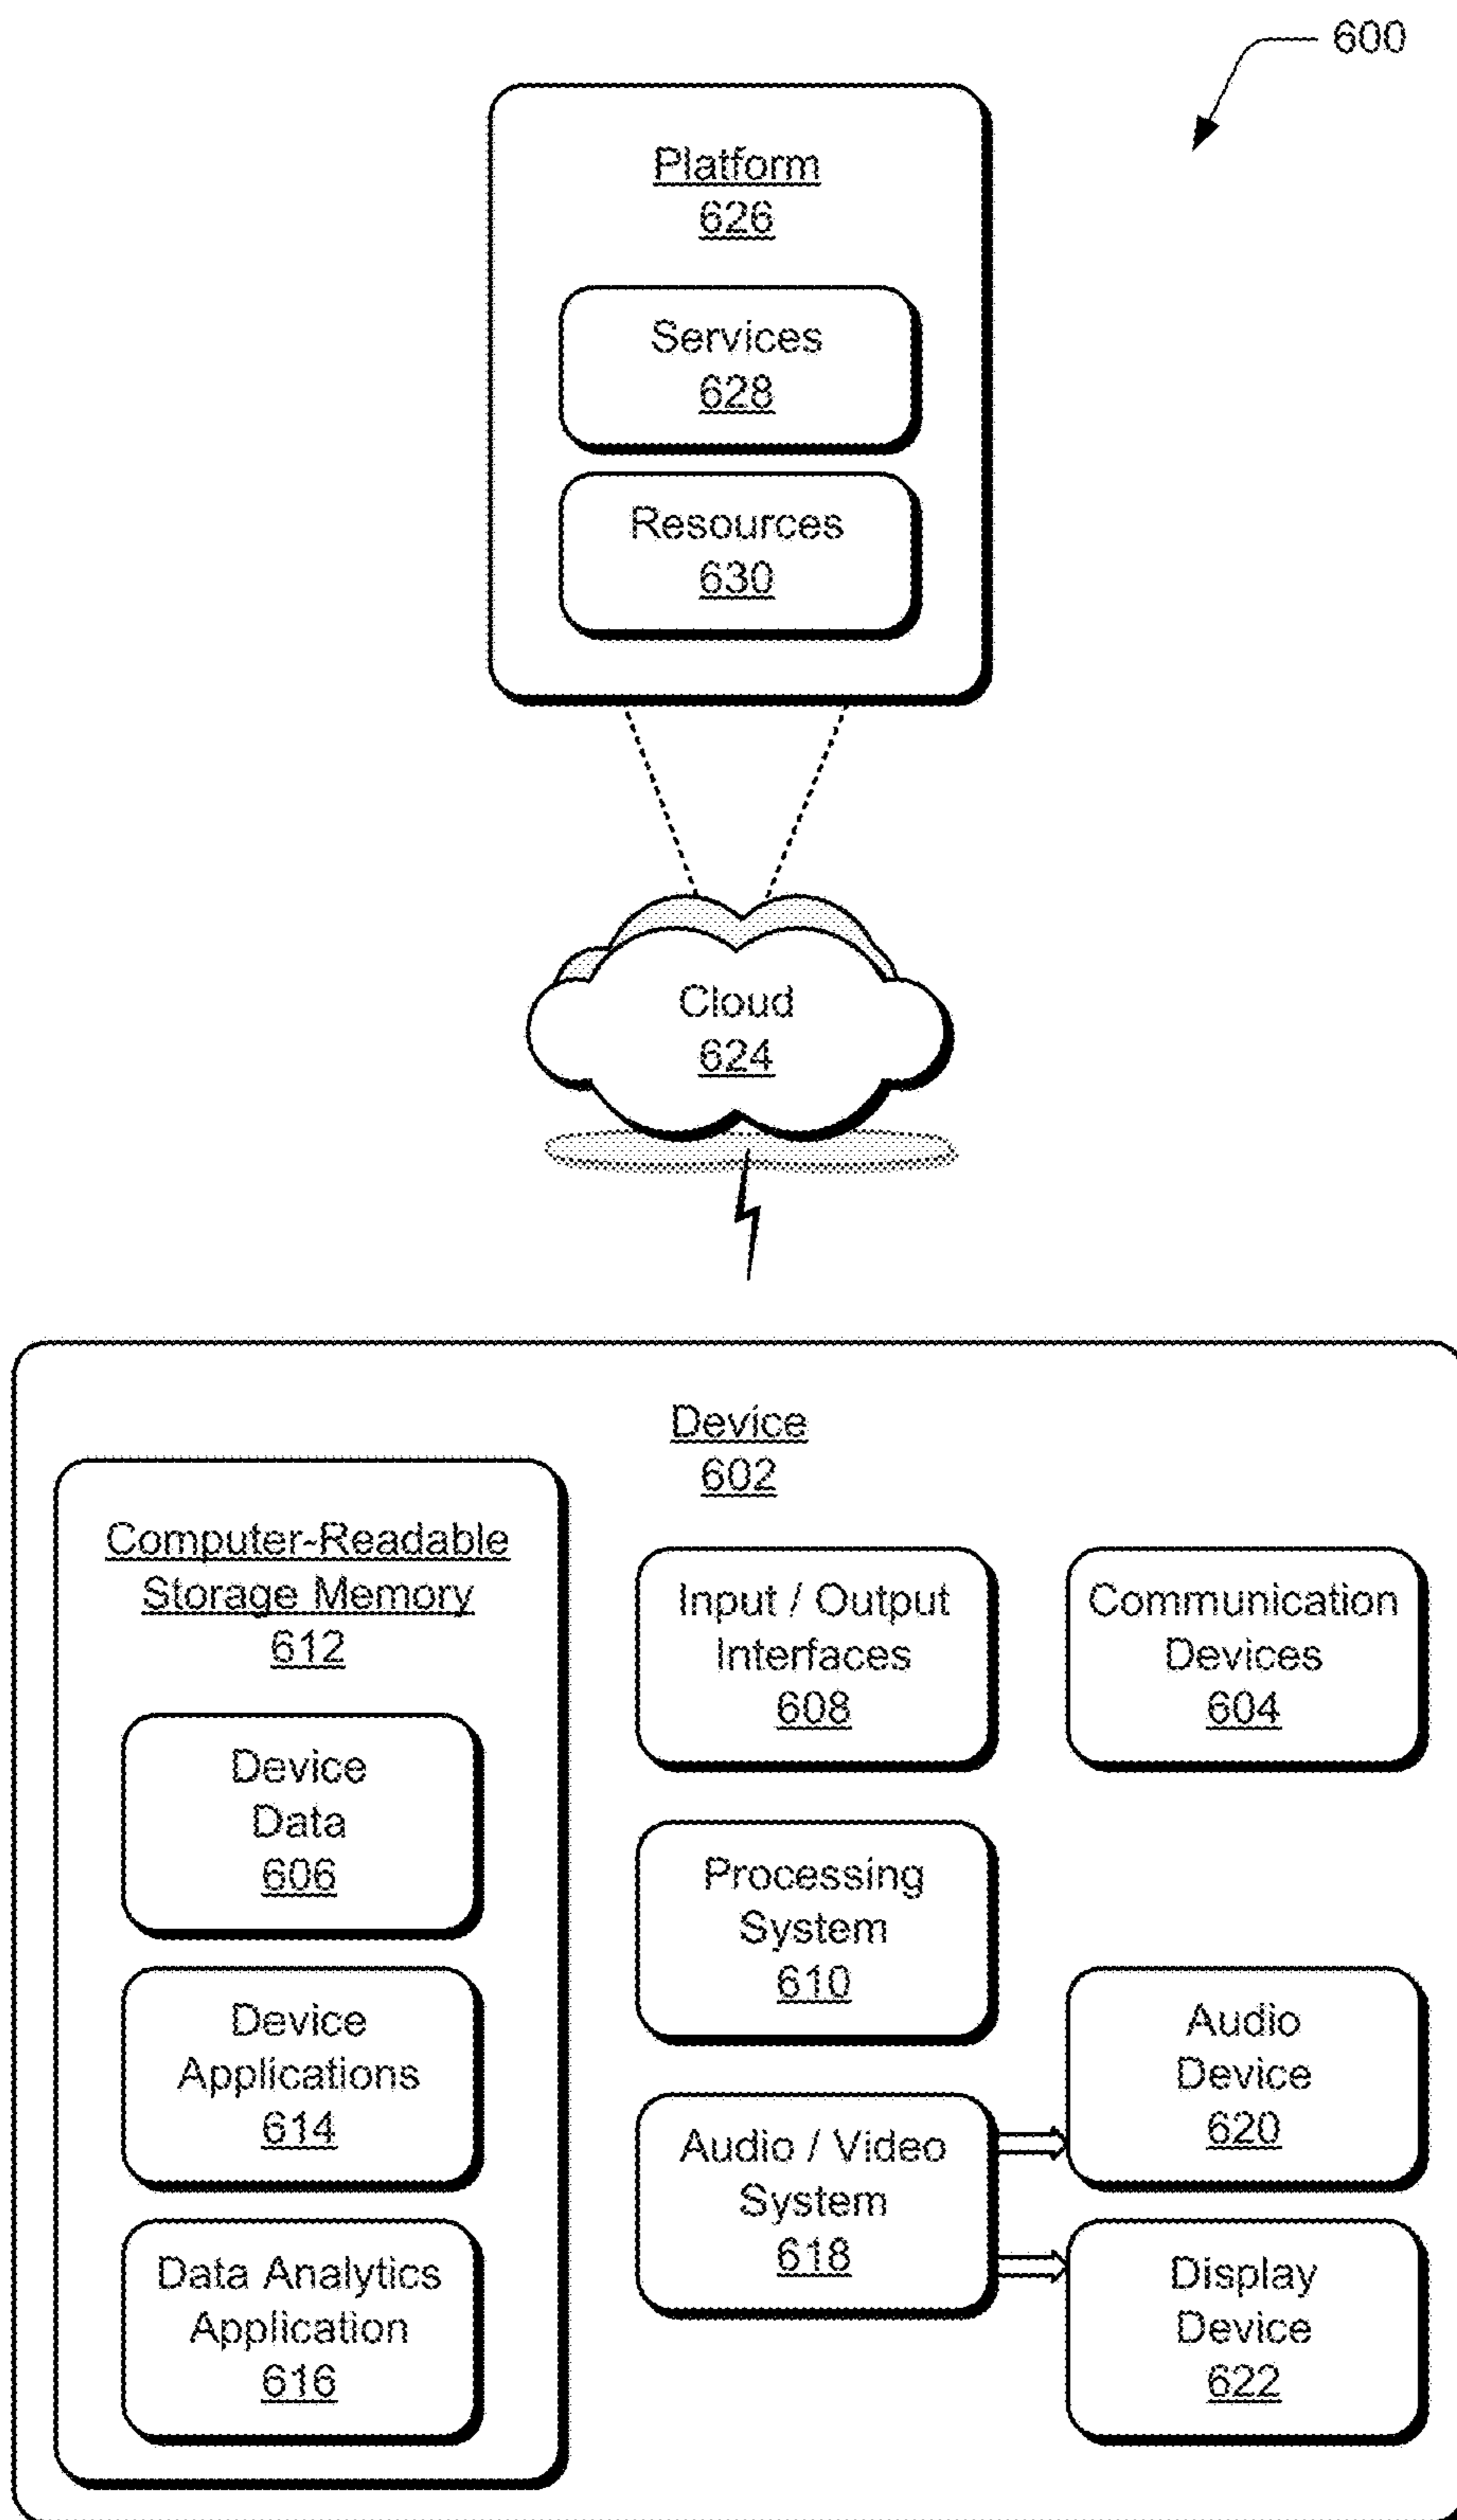 600
Platform
626
Services
628
Resources
630
Cloud
624
Device
602
Computer-Readable
Storage Memory
612
Device
Data
606
Device
Applications
614
Data Analytics
Application
616
Input / Output
Interfaces
608
Communication
Devices
604
Processing
System
610
Audio / Video
System
618
Audio
Device
620
Display
Device
622